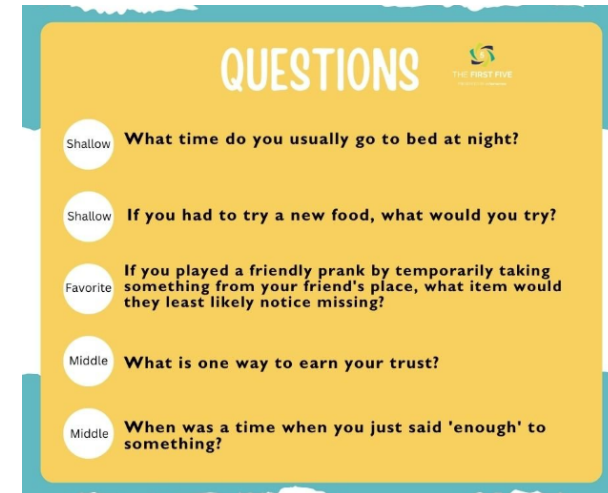 QUESTIONS
THE FIRST FIVE
Shallow
What time do you usually go to bed at night?
Shallow
If you had to try a new food, what would you try?
Favorite
If you played a friendly prank by temporarily taking
something from your friend's place, what item would
they least likely notice missing?
Middle
What is one way to earn your trust?
Middle
When was a time when you just said 'enough' to
something?